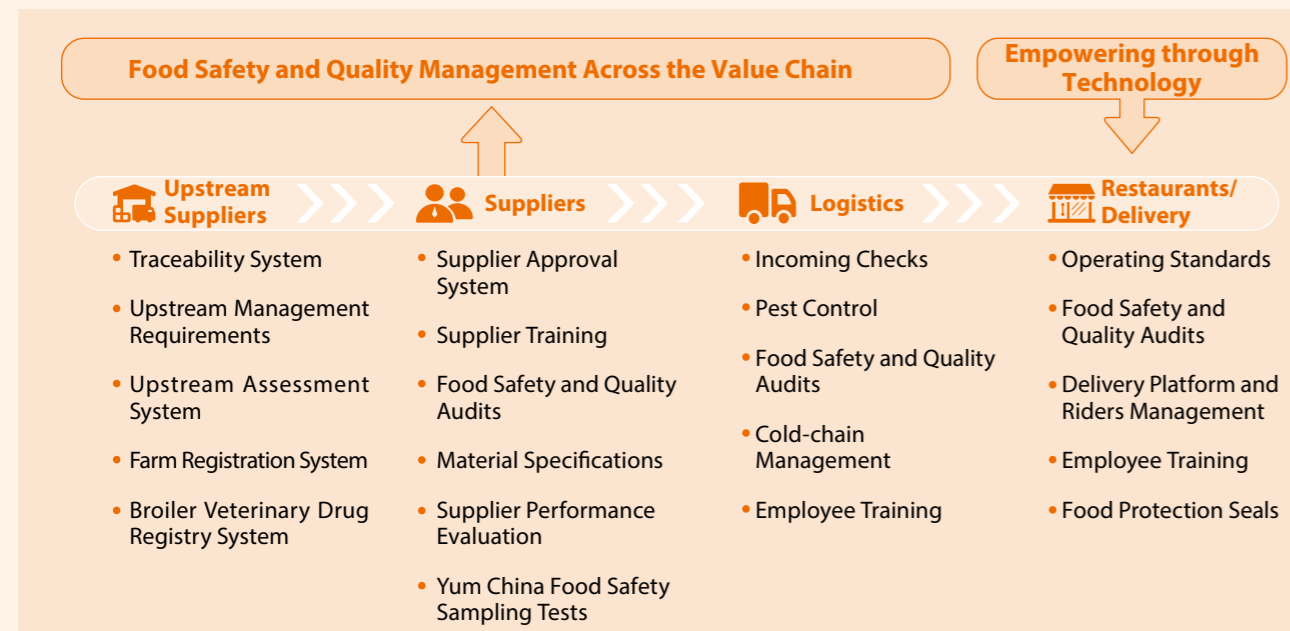 Food Safety and Quality Management Across the Value Chain
Empowering through
Technology
Upstream
Suppliers
• Traceability System
• Upstream Management
Requirements
• Upstream Assessment
System
• Farm Registration System
• Broiler Veterinary Drug
Registry System
Suppliers
• Supplier Approval
System
• Supplier Training
• Food Safety and Quality
Audits
• Material Specifications
• Supplier Performance
Evaluation
• Yum China Food Safety
Sampling Tests
Logistics
• Incoming Checks
• Pest Control
• Food Safety and Quality
Audits
• Cold-chain
Management
• Employee Training
Restaurants/
Delivery
• Operating Standards
• Food Safety and
Quality Audits
• Delivery Platform and
Riders Management
• Employee Training
• Food Protection Seals